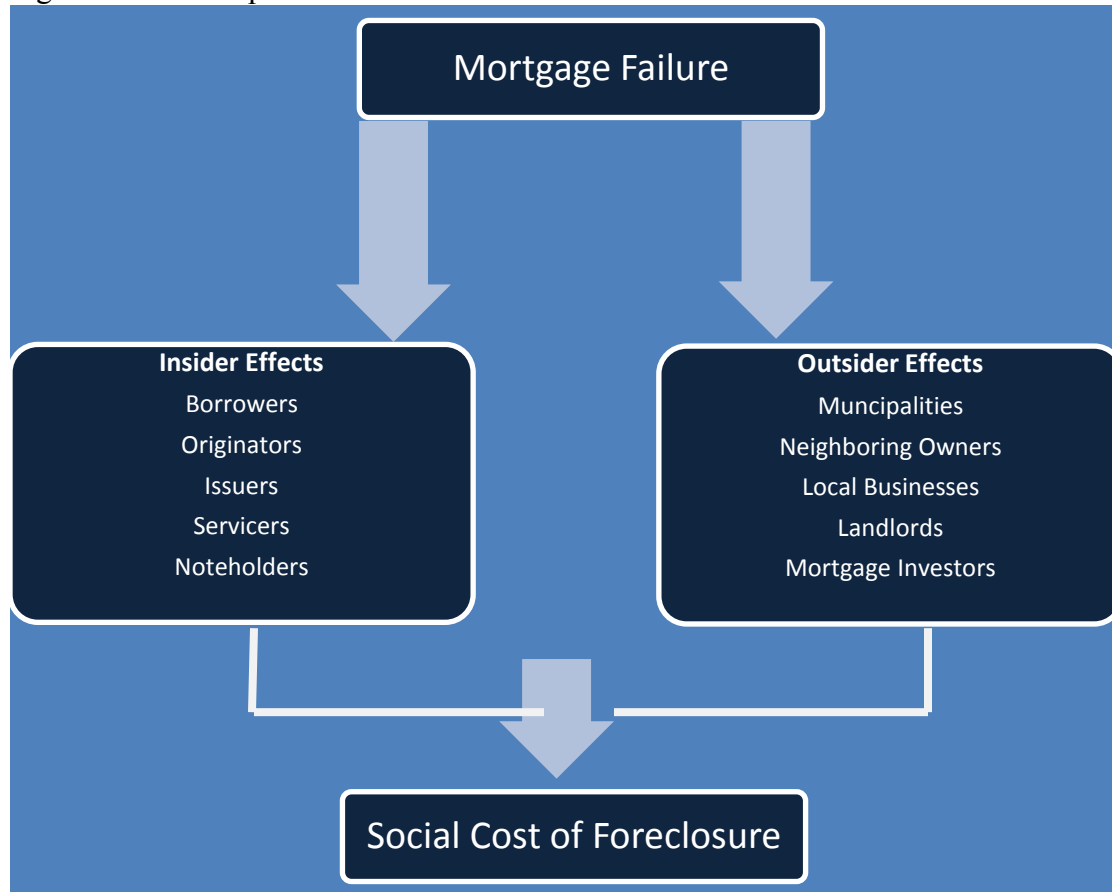 Mortgage Failure
Insider Effects
Borrowers
Originators
Issuers
Servicers
Noteholders
Outsider Effects
Muncipalities
Neighboring Owners
Local Businesses
Landlords
Mortgage Investors
Social Cost of Foreclosure